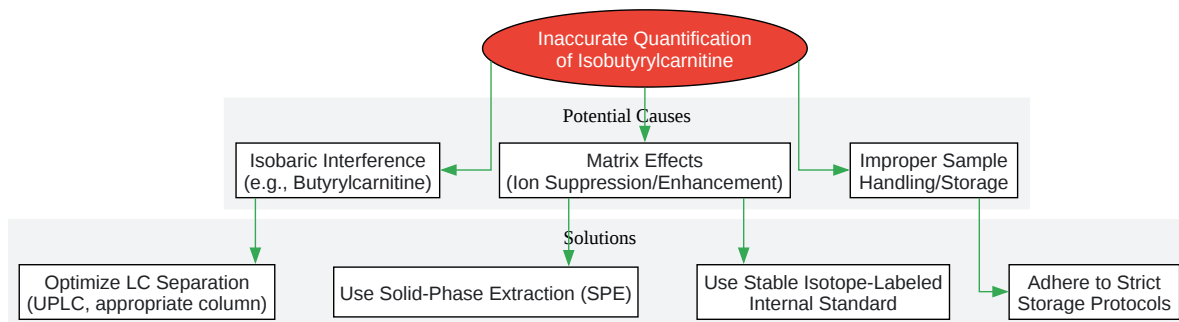 Inaccurate Quantification
of Isobutyrylcarnitine
Potential Causes
Isobaric Interference
(e.g., Butyrylcarnitine)
Matrix Effects
(Ion Suppression/Enhancement)
Improper Sample
Handling/Storage
Solutions
Optimize LC Separation
(UPLC, appropriate column)
Use Solid-Phase Extraction (SPE)
Use Stable Isotope-Labeled
Internal Standard
Adhere to Strict
Storage Protocols